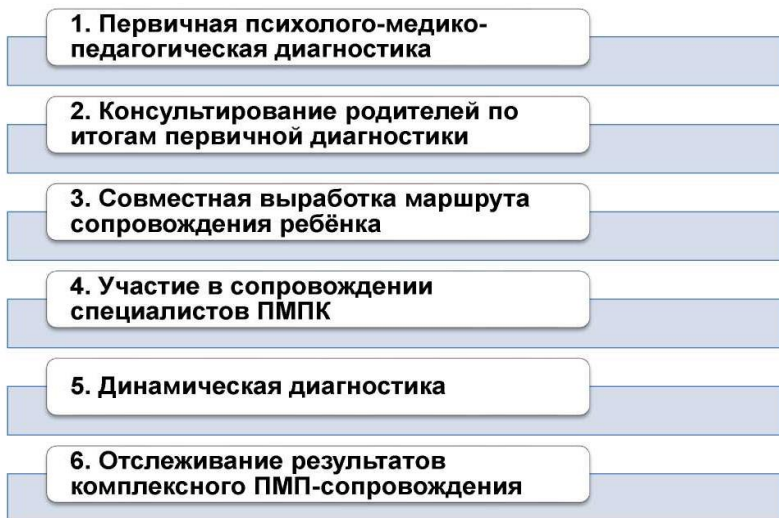 1. Первичная психолого-медико-
педагогическая диагностика
2. Консультирование родителей по
итогам первичной диагностики
3. Совместная выработка маршрута
сопровождения ребёнка
4. Участие в сопровождении
специалистов ПМПК
5. Динамическая диагностика
6. Отслеживание результатов
комплексного ПМП-сопровождения